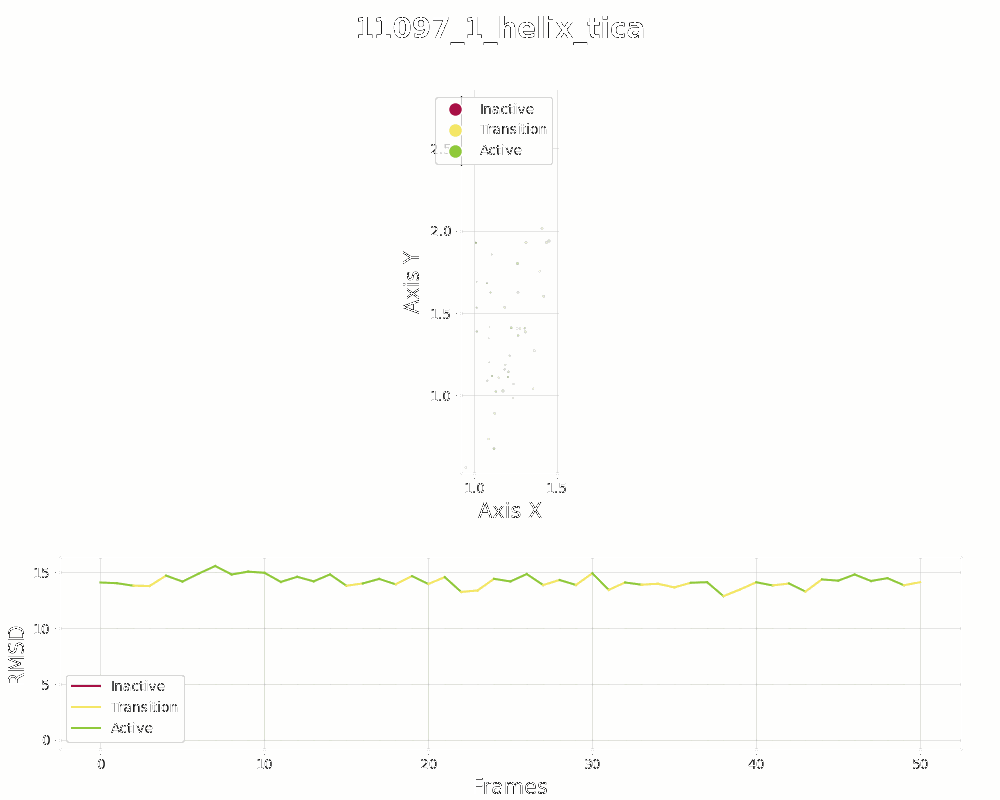 11097_1_helix_tica
Inactive
Transition
Active
2.5
2.0
1.5
1.0
Axis Y
1.0 1.5
Axis X
15
10
5
0
RMSD
Inactive
Transition
Active
0 10 20 30 40 50
Frames